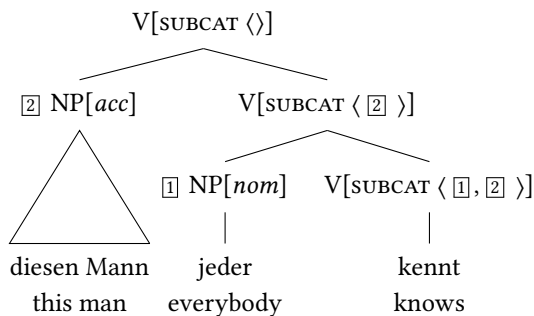 V[SUBCAT ⟨⟩]
2 NP[acc] V[SUBCAT ⟨ 2 ⟩]
1 NP[nom] V[SUBCAT ⟨ 1, 2 ⟩]
diesen Mann jeder kennt
this man everybody knows